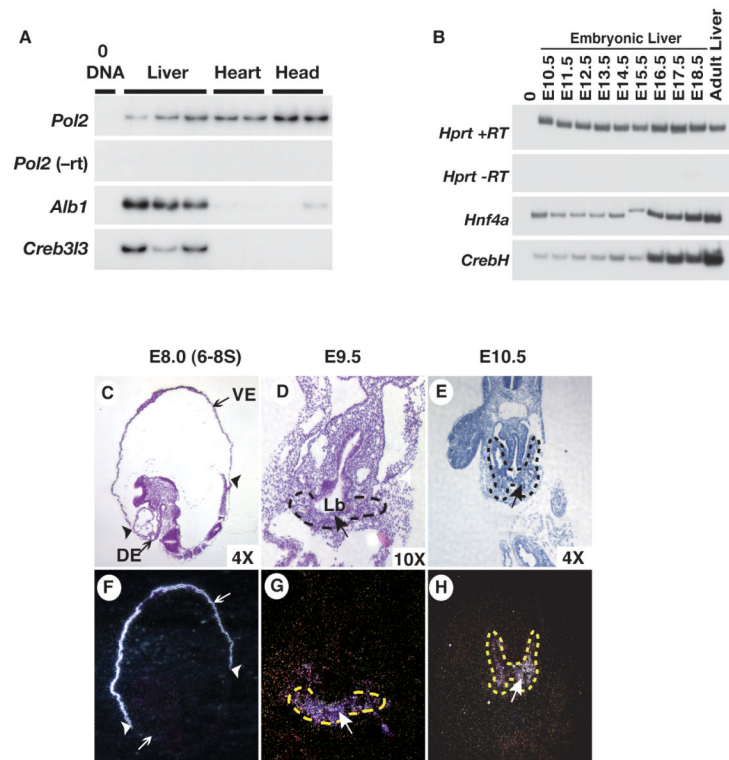 A
0
DNA Liver Heart Head
Pol2
Pol2 (–rt)
Alb1
Creb3l3
B
Embryonic Liver
0 E10.5 E11.5 E12.5 E13.5 E14.5 E15.5 E16.5 E17.5 E18.5 Adult Liver
Hprt +RT
Hprt -RT
Hnf4a
CrebH
E8.0 (6-8S) E9.5 E10.5
C VE D E
Lb
DE 4X 10X 4X
F G H